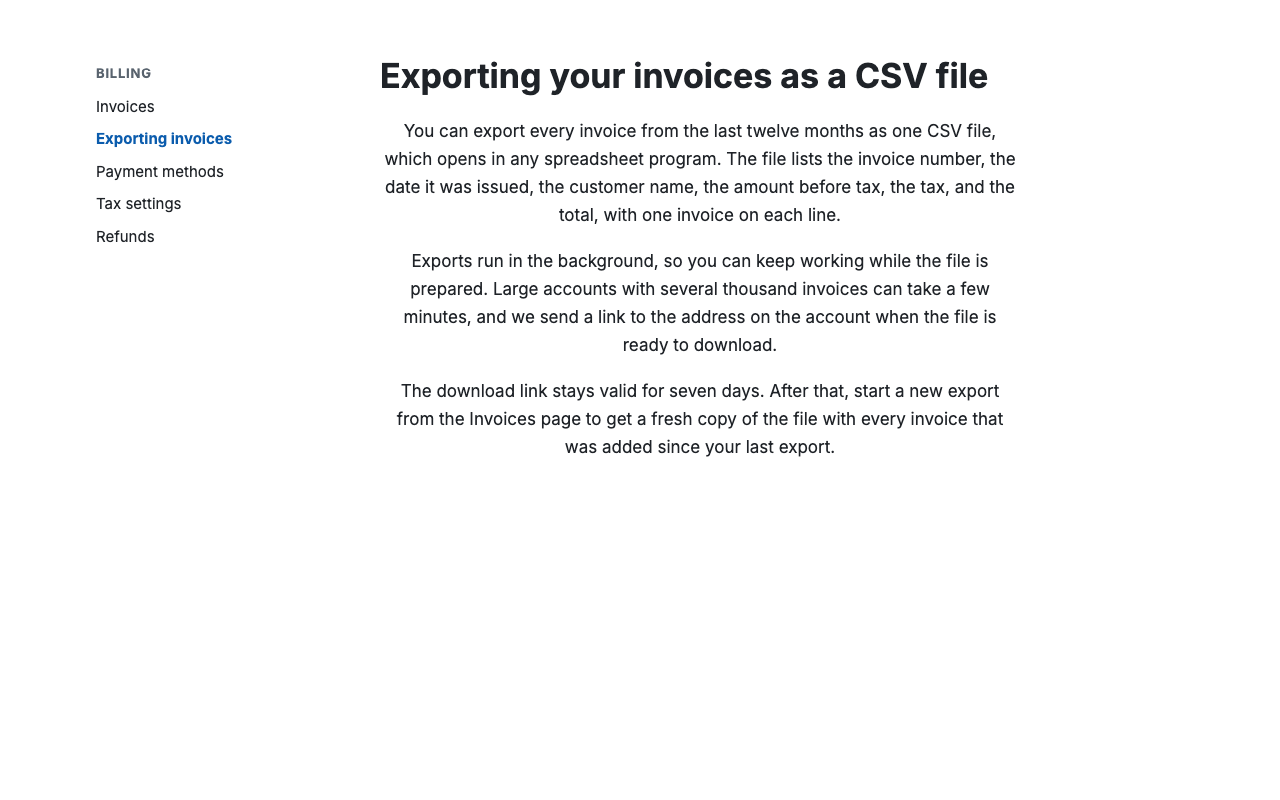 BILLING
Invoices
Exporting invoices
Payment methods
Tax settings
Refunds
Exporting your invoices as a CSV file
You can export every invoice from the last twelve months as one CSV file,
which opens in any spreadsheet program. The file lists the invoice number, the
date it was issued, the customer name, the amount before tax, the tax, and the
total, with one invoice on each line.
Exports run in the background, so you can keep working while the file is
prepared. Large accounts with several thousand invoices can take a few
minutes, and we send a link to the address on the account when the file is
ready to download.
The download link stays valid for seven days. After that, start a new export
from the Invoices page to get a fresh copy of the file with every invoice that
was added since your last export.